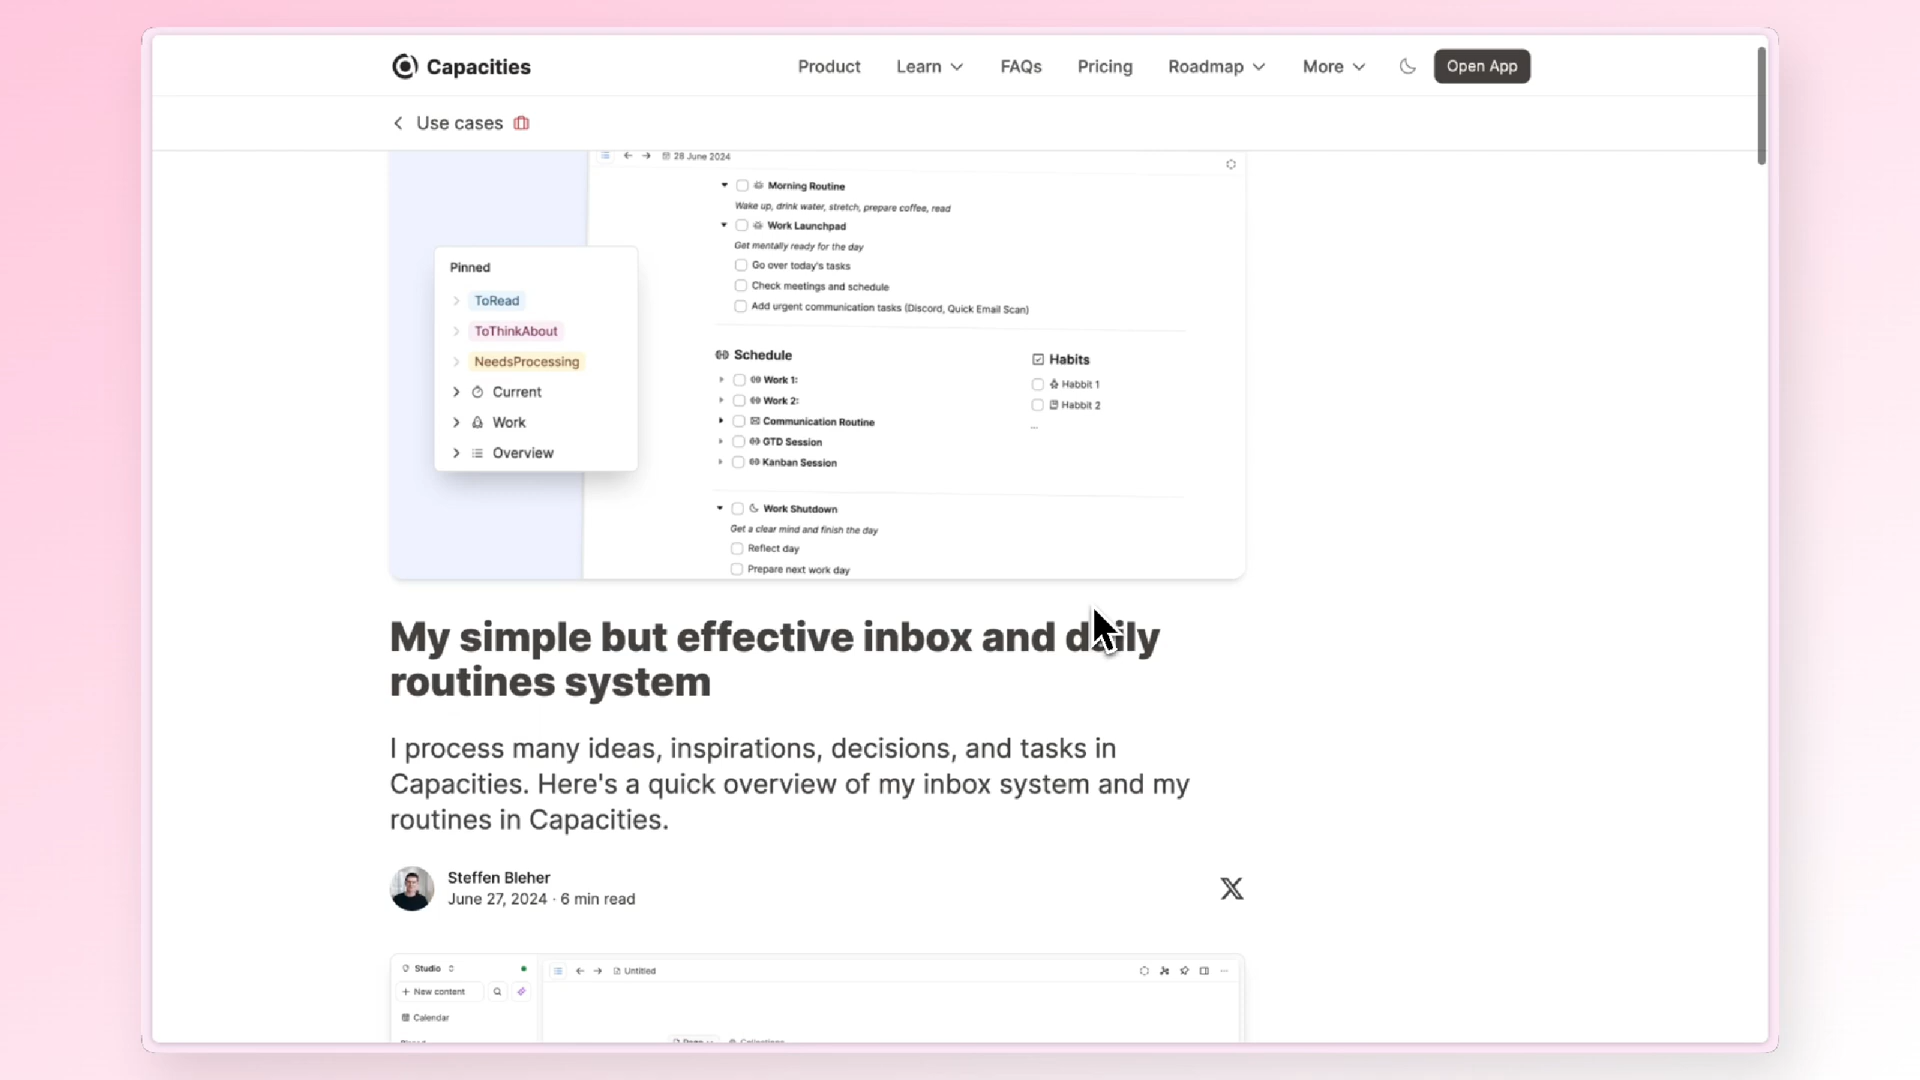 Capacities
Product Learn FAQs Pricing Roadmap More Open App
Use cases
28 June 2024
Morning Routine
Wake up, drink water, stretch, prepare coffee, read
Work Launchpad
Get mentally ready for the day
Go over today's tasks
Check meetings and schedule
Add urgent communication tasks (Discord, Quick Email Scan)
Pinned
ToRead
ToThinkAbout
NeedsProcessing
Current
Work
Overview
Schedule
Work 1:
Work 2:
Communication Routine
GTD Session
Kanban Session
Habits
Habbit 1
Habbit 2
...
Work Shutdown
Get a clear mind and finish the day
Reflect day
Prepare next work day
My simple but effective inbox and daily
routines system
I process many ideas, inspirations, decisions, and tasks in
Capacities. Here's a quick overview of my inbox system and my
routines in Capacities.
Steffen Bleher
June 27, 2024 · 6 min read
Studio
Untitled
+ New content
Calendar